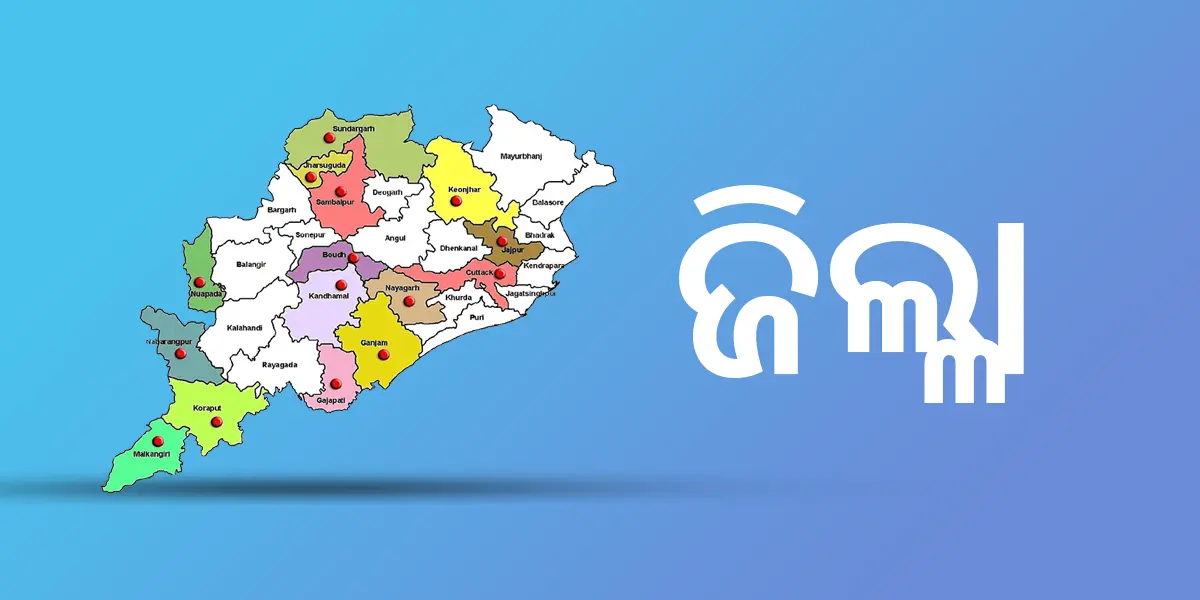 Sundargarh
Jharsuguda
Sambalpur
Deogarh
Keonjhar
Mayurbhanj
Balasore
Bargarh
Sonepur
Angul
Dhenkanal
Jajpur
Bhadrak
Balangir
Boudh
Cuttack
Kendrapara
Nuapada
Kandhamal
Nayagarh
Khurda
Jagatsinghpur
Puri
Nabarangpur
Kalahandi
Ganjam
Rayagada
Gajapati
Koraput
Malkangiri
ଜିଲ୍ଲା